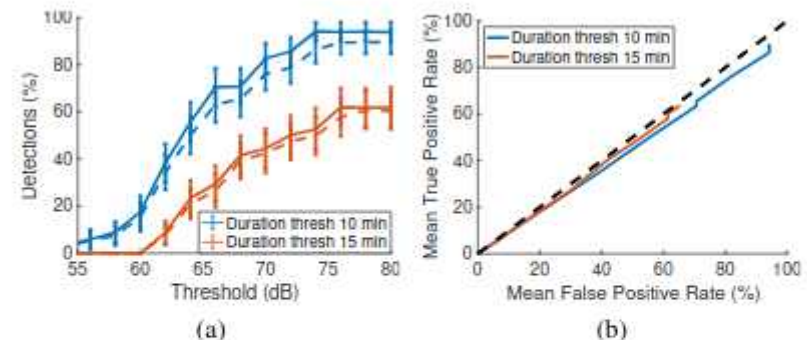 100
80
60
40
20
0
Detections (%)
55 60 65 70 75 80
Threshold (dB)
Duration thresh 10 min
Duration thresh 15 min
(a)
100
80
60
40
20
0
Mean True Positive Rate (%)
0 20 40 60 80 100
Mean False Positive Rate (%)
Duration thresh 10 min
Duration thresh 15 min
(b)